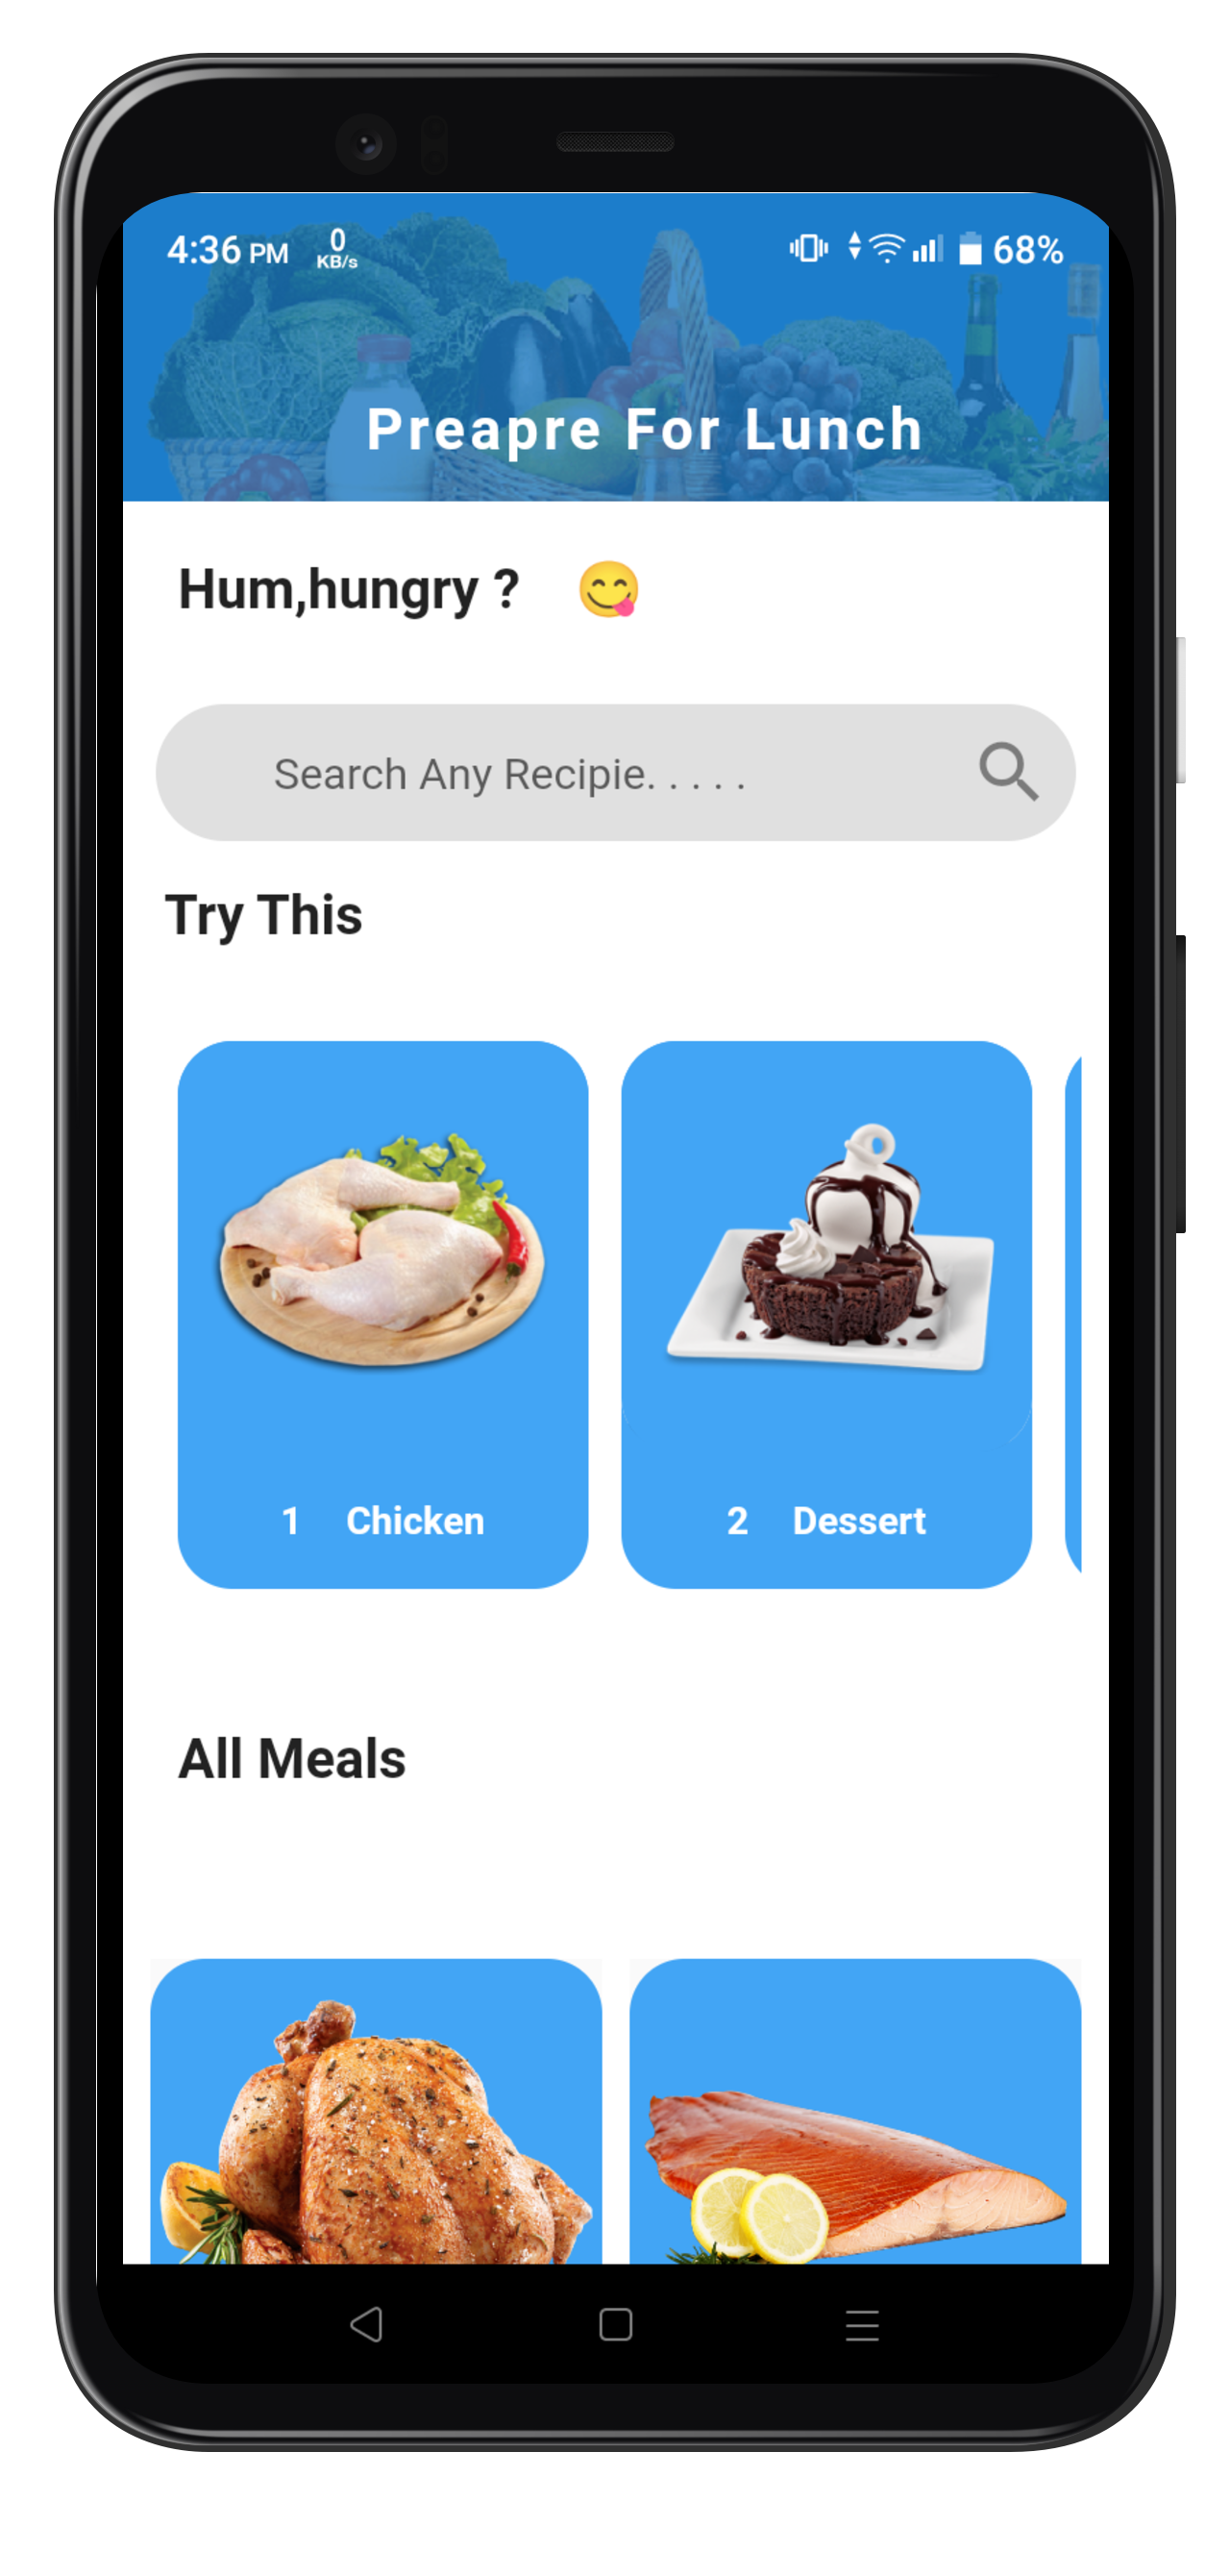 4:36 PM 0 KB/s 68%
Preapre For Lunch
Hum,hungry ? 😋
Search Any Recipie. . . . .
Try This
1 Chicken 2 Dessert
All Meals